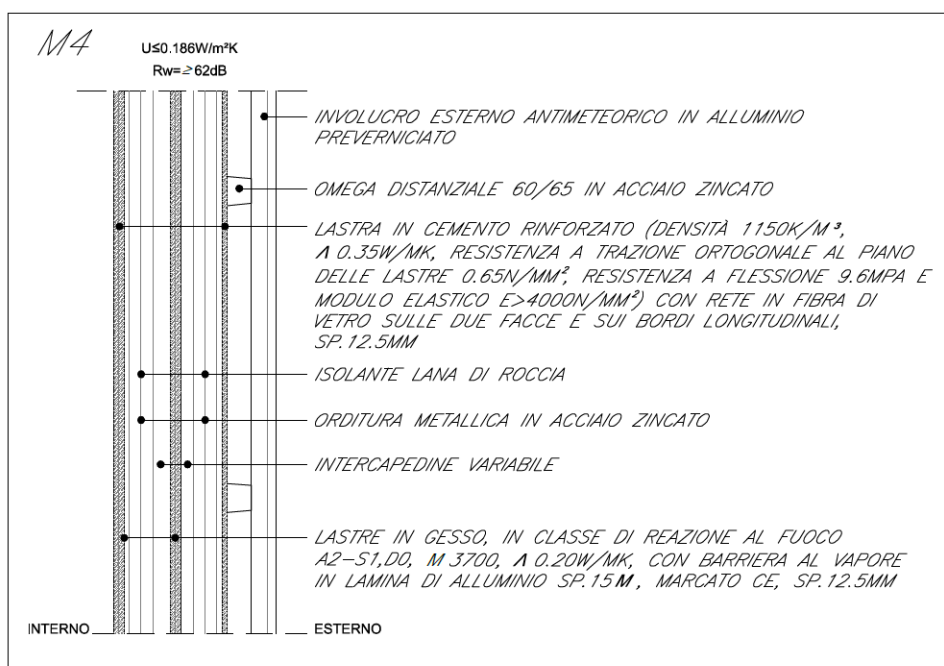 M4
U≤0.186W/m²K
Rw=≥62dB
INVOLUCRO ESTERNO ANTIMETEORICO IN ALLUMINIO
PREVERNICIATO
OMEGA DISTANZIALE 60/65 IN ACCIAIO ZINCATO
LASTRA IN CEMENTO RINFORZATO (DENSITÀ 1150K/M³,
Λ 0.35W/MK, RESISTENZA A TRAZIONE ORTOGONALE AL PIANO
DELLE LASTRE 0.65N/MM², RESISTENZA A FLESSIONE 9.6MPA E
MODULO ELASTICO E>4000N/MM²) CON RETE IN FIBRA DI
VETRO SULLE DUE FACCE E SUI BORDI LONGITUDINALI,
SP.12.5MM
ISOLANTE LANA DI ROCCIA
ORDITURA METALLICA IN ACCIAIO ZINCATO
INTERCAPEDINE VARIABILE
LASTRE IN GESSO, IN CLASSE DI REAZIONE AL FUOCO
A2-S1,D0, Μ 3700, Λ 0.20W/MK, CON BARRIERA AL VAPORE
IN LAMINA DI ALLUMINIO SP.15Μ, MARCATO CE, SP.12.5MM
INTERNO
ESTERNO